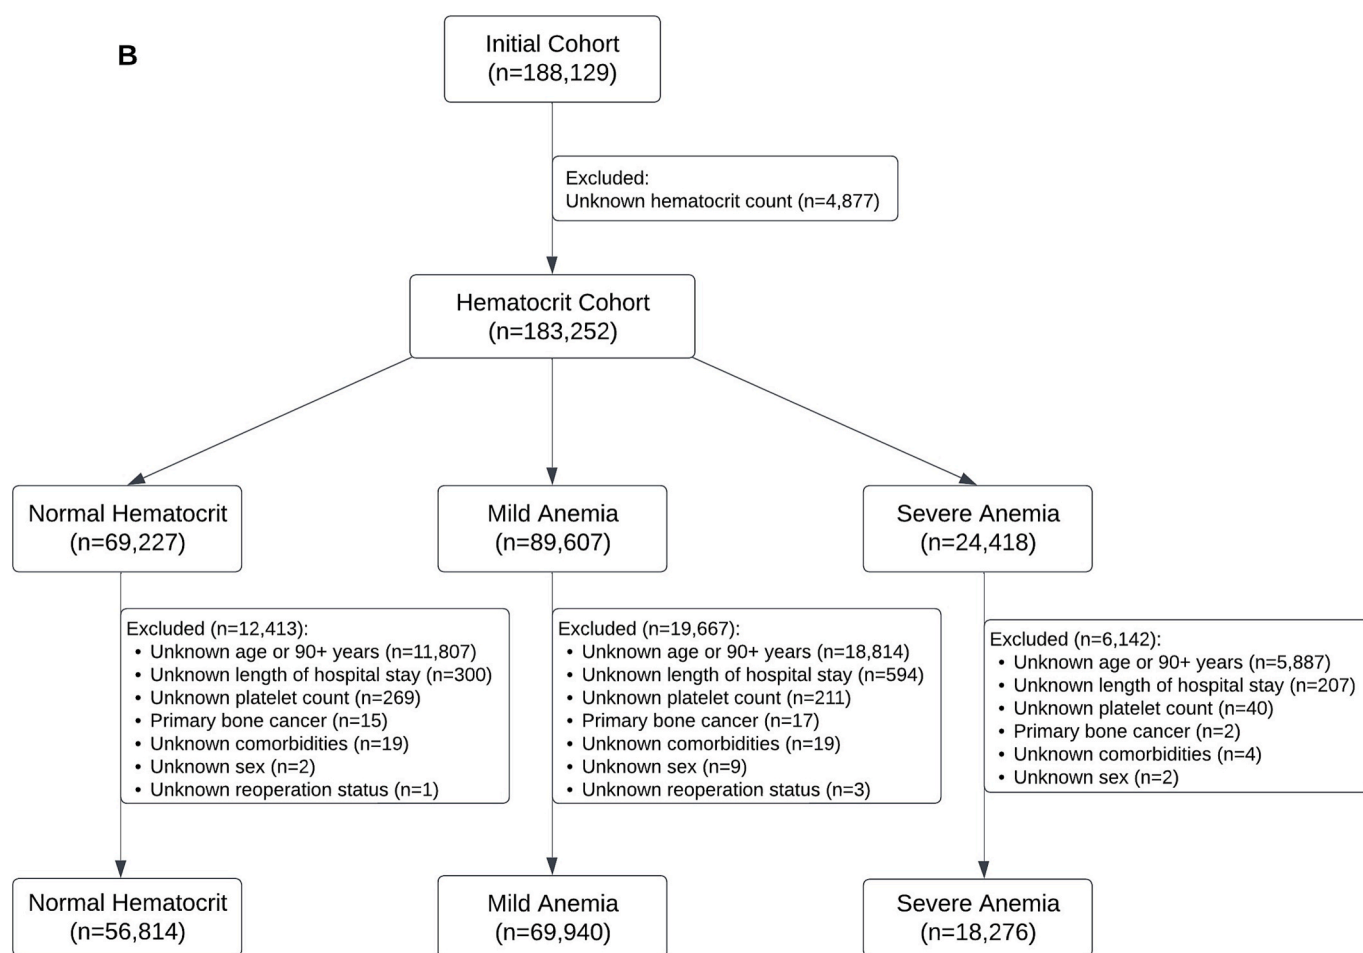 B
Initial Cohort
(n=188,129)
Excluded:
Unknown hematocrit count (n=4,877)
Hematocrit Cohort
(n=183,252)
Normal Hematocrit
(n=69,227)
Mild Anemia
(n=89,607)
Severe Anemia
(n=24,418)
Excluded (n=12,413):
• Unknown age or 90+ years (n=11,807)
• Unknown length of hospital stay (n=300)
• Unknown platelet count (n=269)
• Primary bone cancer (n=15)
• Unknown comorbidities (n=19)
• Unknown sex (n=2)
• Unknown reoperation status (n=1)
Excluded (n=19,667):
• Unknown age or 90+ years (n=18,814)
• Unknown length of hospital stay (n=594)
• Unknown platelet count (n=211)
• Primary bone cancer (n=17)
• Unknown comorbidities (n=19)
• Unknown sex (n=9)
• Unknown reoperation status (n=3)
Excluded (n=6,142):
• Unknown age or 90+ years (n=5,887)
• Unknown length of hospital stay (n=207)
• Unknown platelet count (n=40)
• Primary bone cancer (n=2)
• Unknown comorbidities (n=4)
• Unknown sex (n=2)
Normal Hematocrit
(n=56,814)
Mild Anemia
(n=69,940)
Severe Anemia
(n=18,276)